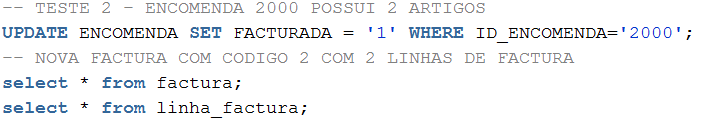 -- TESTE 2 - ENCOMENDA 2000 POSSUI 2 ARTIGOS
UPDATE ENCOMENDA SET FACTURADA = '1' WHERE ID_ENCOMENDA='2000';
-- NOVA FACTURA COM CODIGO 2 COM 2 LINHAS DE FACTURA
select * from factura;
select * from linha_factura;